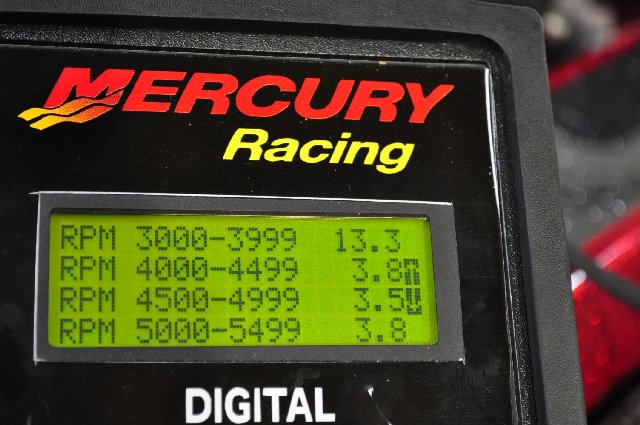 MERCURY
Racing
RPM 3000-3999 13.3
RPM 4000-4499 3.8
RPM 4500-4999 3.5
RPM 5000-5499 3.8
DIGITAL